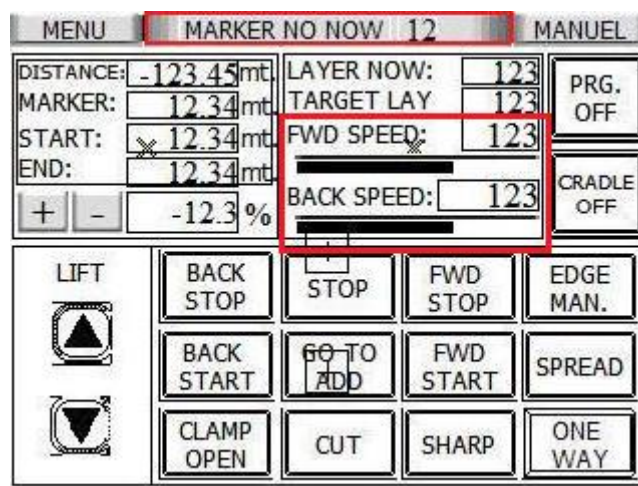 MENU MARKER NO NOW 12 MANUEL
DISTANCE: -123.45 mt.
MARKER: 12.34 mt
START: 12.34 mt
END: 12.34 mt
+ - -12.3 %
LAYER NOW: 123
TARGET LAY 123
FWD SPEED: 123
BACK SPEED: 123
PRG.
OFF
CRADLE
OFF
LIFT
BACK
STOP
STOP
FWD
STOP
EDGE
MAN.
BACK
START
GO TO
ADD
FWD
START
SPREAD
CLAMP
OPEN
CUT
SHARP
ONE
WAY